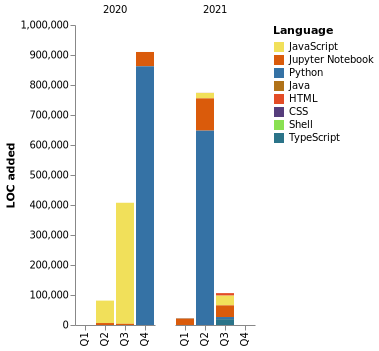 2020 2021
1,000,000
900,000
800,000
700,000
600,000
500,000
400,000
300,000
200,000
100,000
0
LOC added
Q1 Q2 Q3 Q4 Q1 Q2 Q3 Q4
Language
JavaScript
Jupyter Notebook
Python
Java
HTML
CSS
Shell
TypeScript